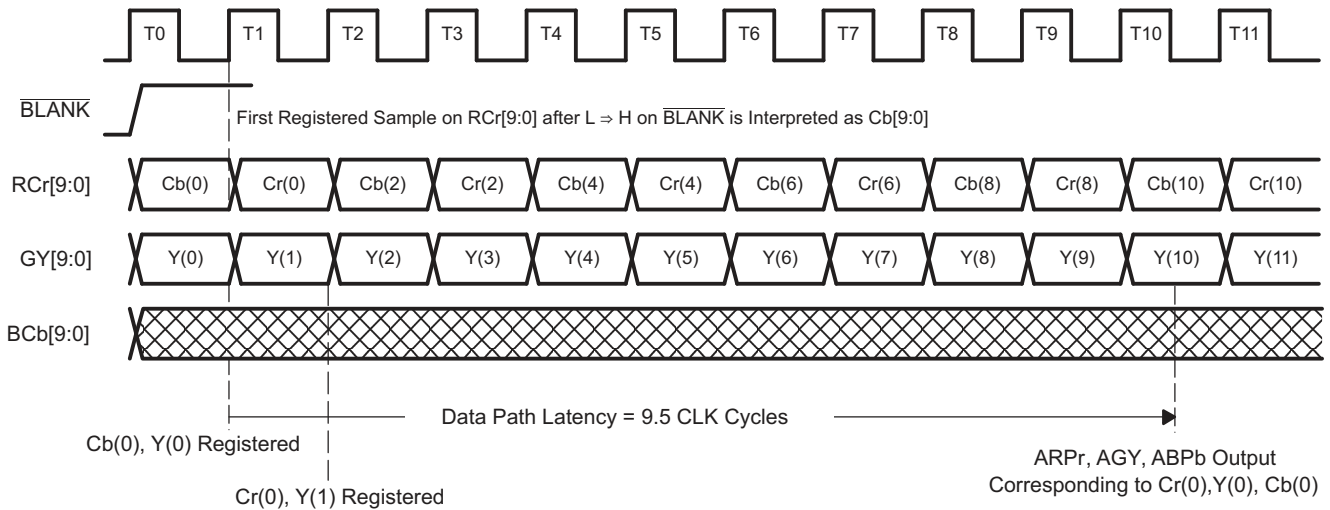 T0 T1 T2 T3 T4 T5 T6 T7 T8 T9 T10 T11
BLANK
First Registered Sample on RCr[9:0] after L ⇒ H on BLANK is Interpreted as Cb[9:0]
RCr[9:0] Cb(0) Cr(0) Cb(2) Cr(2) Cb(4) Cr(4) Cb(6) Cr(6) Cb(8) Cr(8) Cb(10) Cr(10)
GY[9:0] Y(0) Y(1) Y(2) Y(3) Y(4) Y(5) Y(6) Y(7) Y(8) Y(9) Y(10) Y(11)
BCb[9:0]
Data Path Latency = 9.5 CLK Cycles
Cb(0), Y(0) Registered
Cr(0), Y(1) Registered
ARPr, AGY, ABPb Output
Corresponding to Cr(0),Y(0), Cb(0)